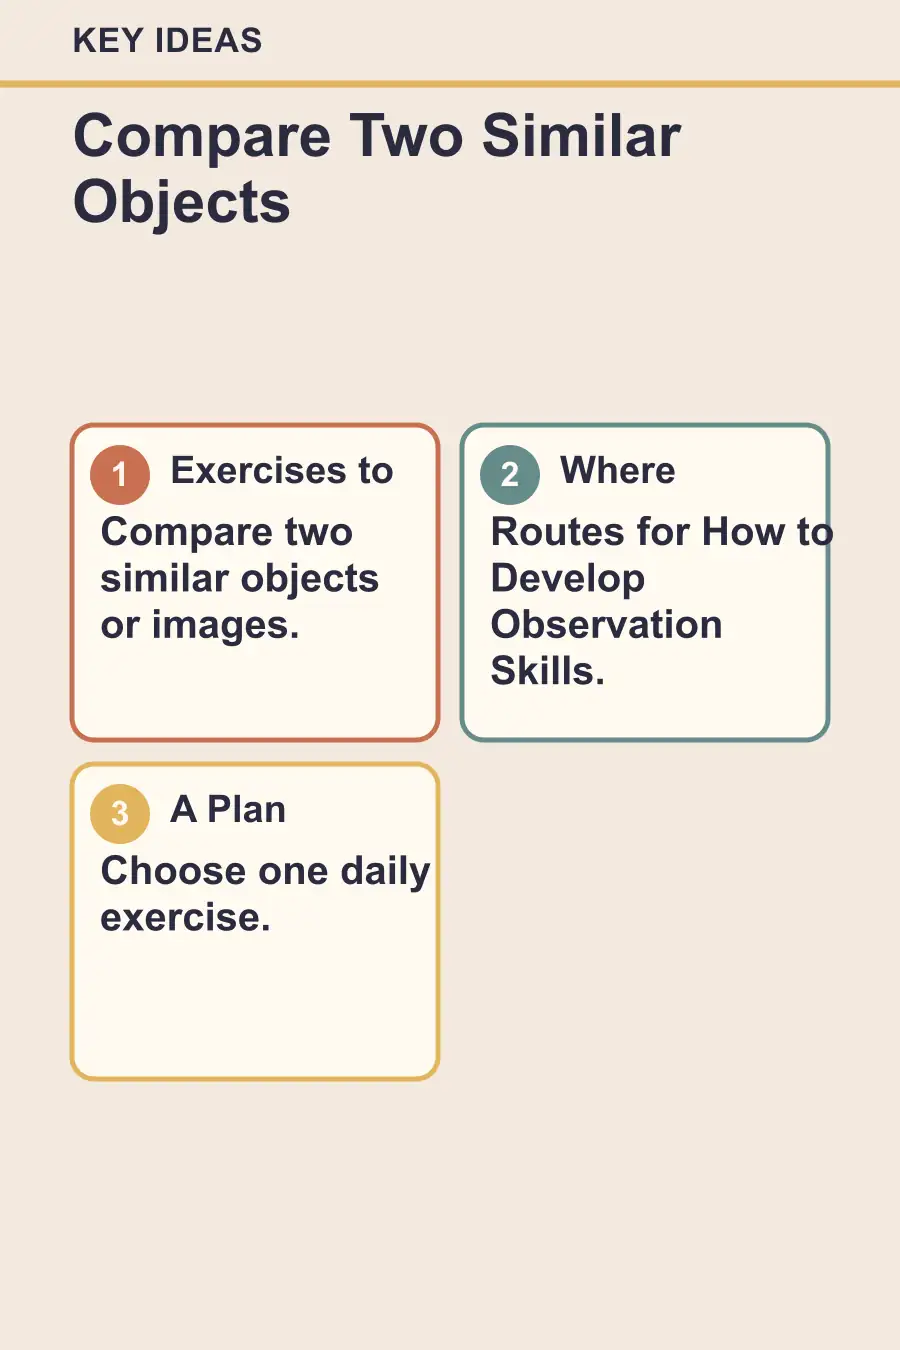 KEY IDEAS
Compare Two Similar
Objects
1
Exercises to
Compare two
similar objects
or images.
2
Where
Routes for How to
Develop
Observation
Skills.
3
A Plan
Choose one daily
exercise.